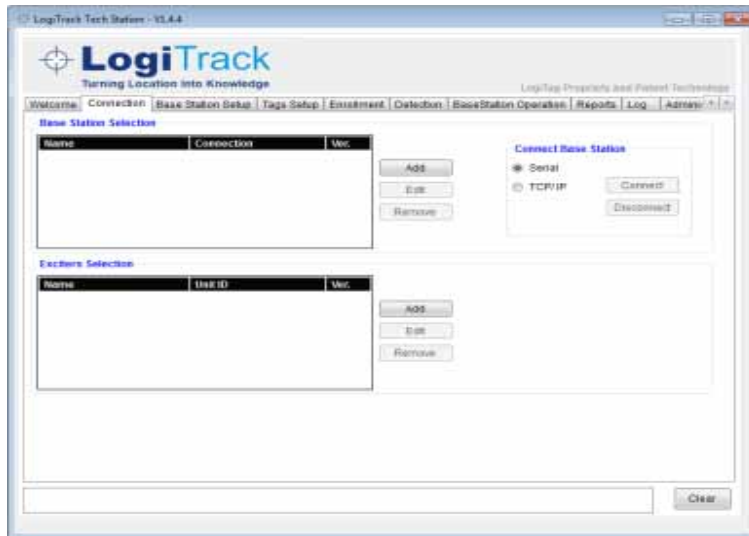 LogiTrack Tech Station - V1.4.4
LogiTrack
Turning Location Into Knowledge
LogiTag Propriety and Patent Technology
Welcome Connection Base Station Setup Tags Setup Enrollment Detection BaseStation Operation Reports Log
Base Station Selection
Name Connection Ver.
Add
Edit
Remove
Connect Base Station
Serial
TCP/IP
Connect
Disconnect
Exciters Selection
Name Unit ID Ver.
Add
Edit
Remove
Clear